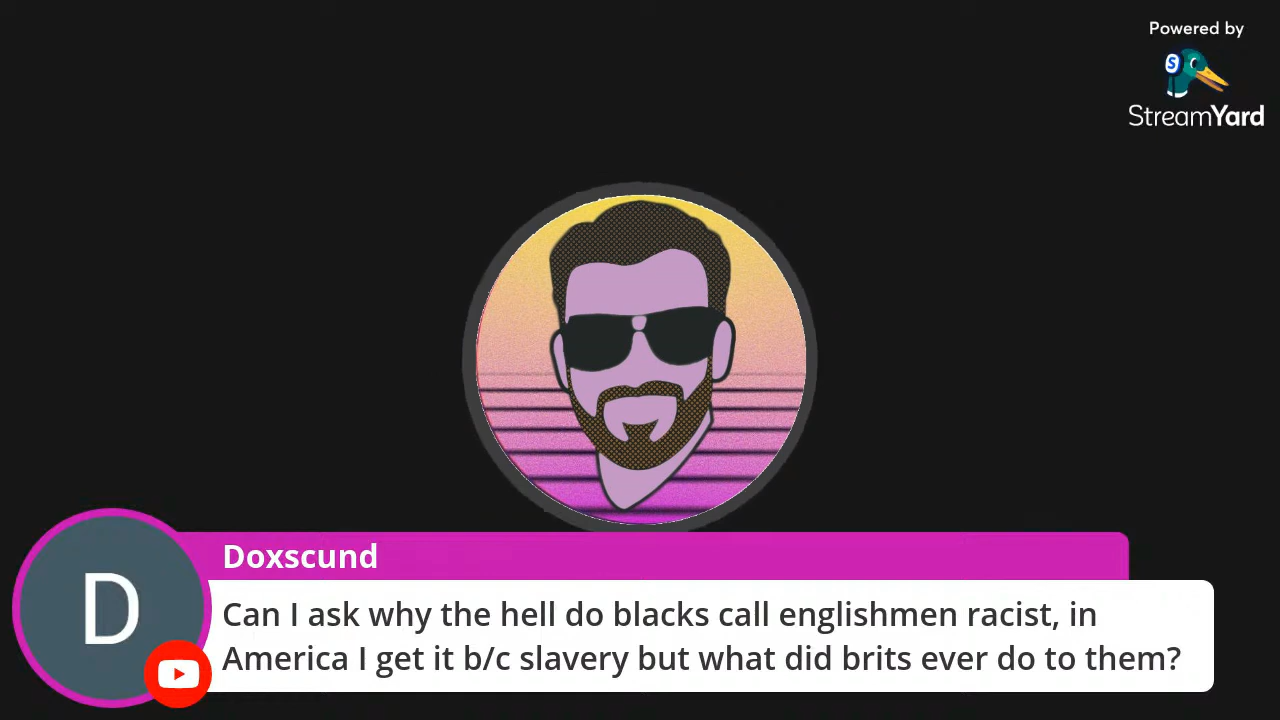 Powered by
S
StreamYard
D
Doxscund
Can I ask why the hell do blacks call englishmen racist, in
America I get it b/c slavery but what did brits ever do to them?